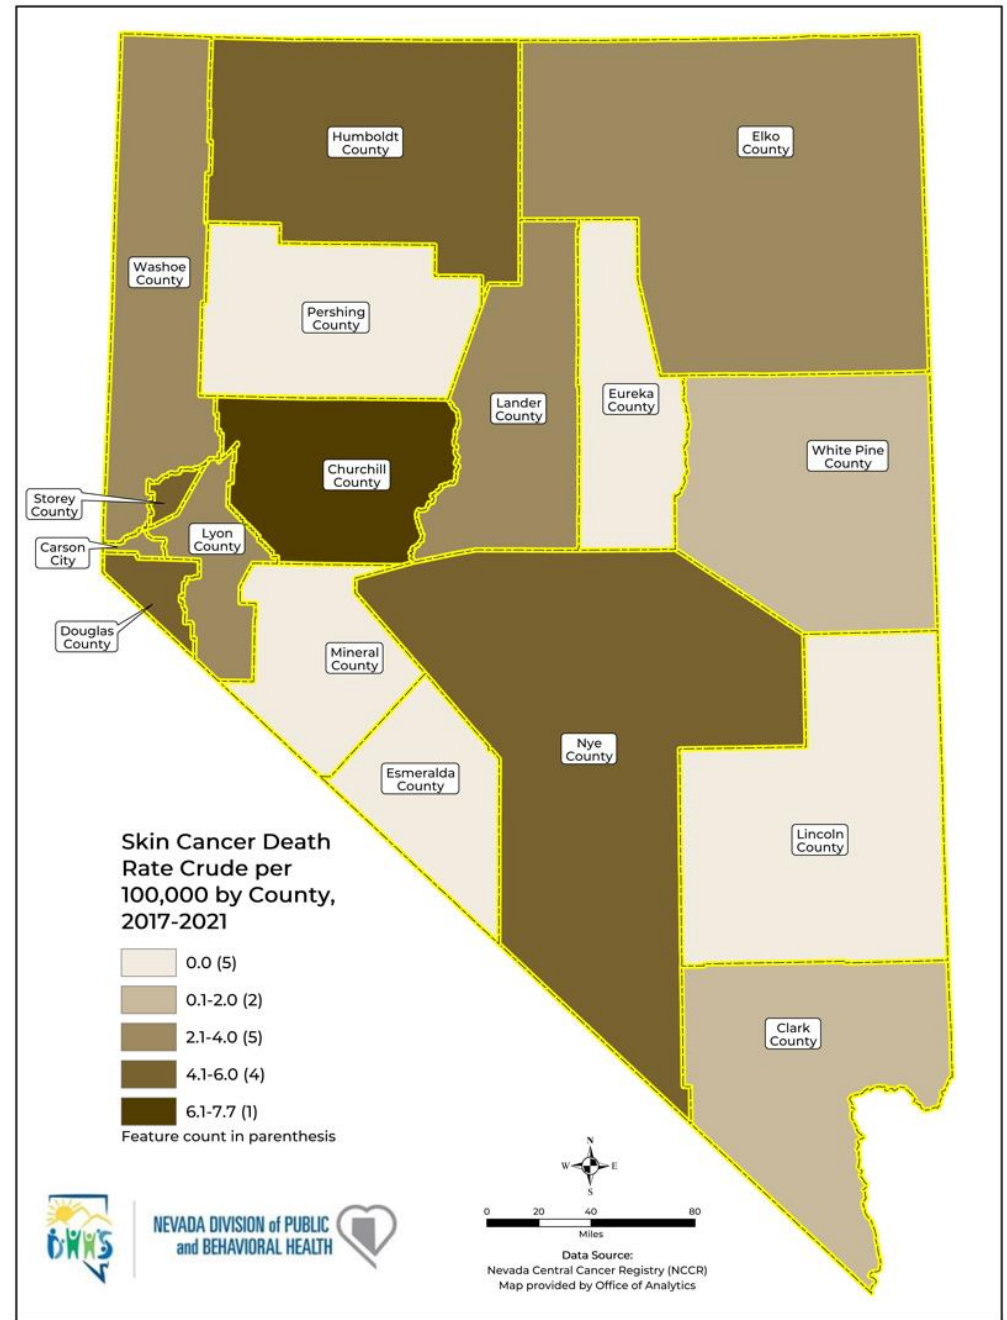 Humboldt
County
Elko
County
Washoe
County
Pershing
County
Lander
County
Eureka
County
White Pine
County
Churchill
County
Storey
County
Lyon
County
Carson
City
Douglas
County
Mineral
County
Nye
County
Esmeralda
County
Lincoln
County
Clark
County
Skin Cancer Death
Rate Crude per
100,000 by County,
2017-2021
0.0 (5)
0.1-2.0 (2)
2.1-4.0 (5)
4.1-6.0 (4)
6.1-7.7 (1)
Feature count in parenthesis
N
W E
S
0 20 40 80
Miles
DHHS
NEVADA DIVISION of PUBLIC
and BEHAVIORAL HEALTH
Data Source:
Nevada Central Cancer Registry (NCCR)
Map provided by Office of Analytics